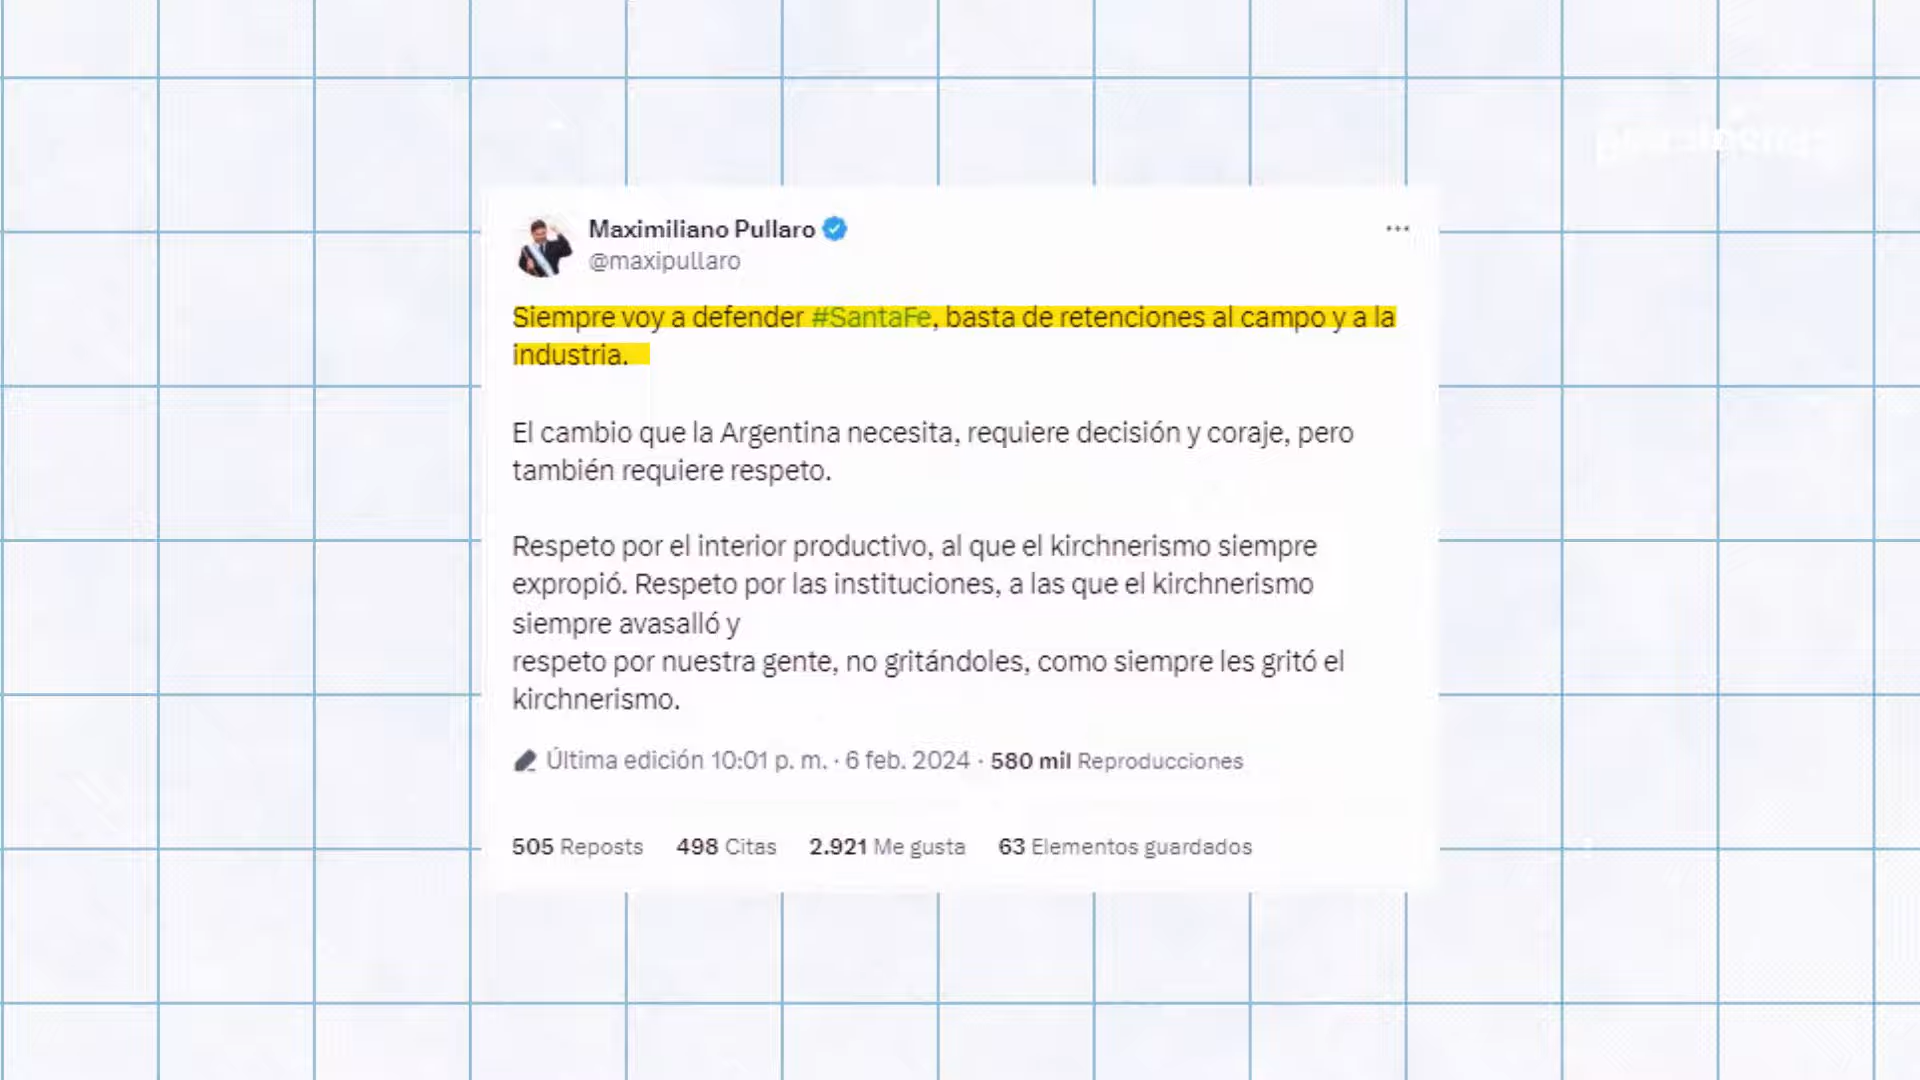 Maximiliano Pullaro
@maxipullaro
Siempre voy a defender #SantaFe, basta de retenciones al campo y a la
industria.
El cambio que la Argentina necesita, requiere decisión y coraje, pero
también requiere respeto.
Respeto por el interior productivo, al que el kirchnerismo siempre
expropió. Respeto por las instituciones, a las que el kirchnerismo
siempre avasalló y
respeto por nuestra gente, no gritándoles, como siempre les gritó el
kirchnerismo.
Última edición 10:01 p. m. · 6 feb. 2024 · 580 mil Reproducciones
505 Reposts 498 Citas 2.921 Me gusta 63 Elementos guardados